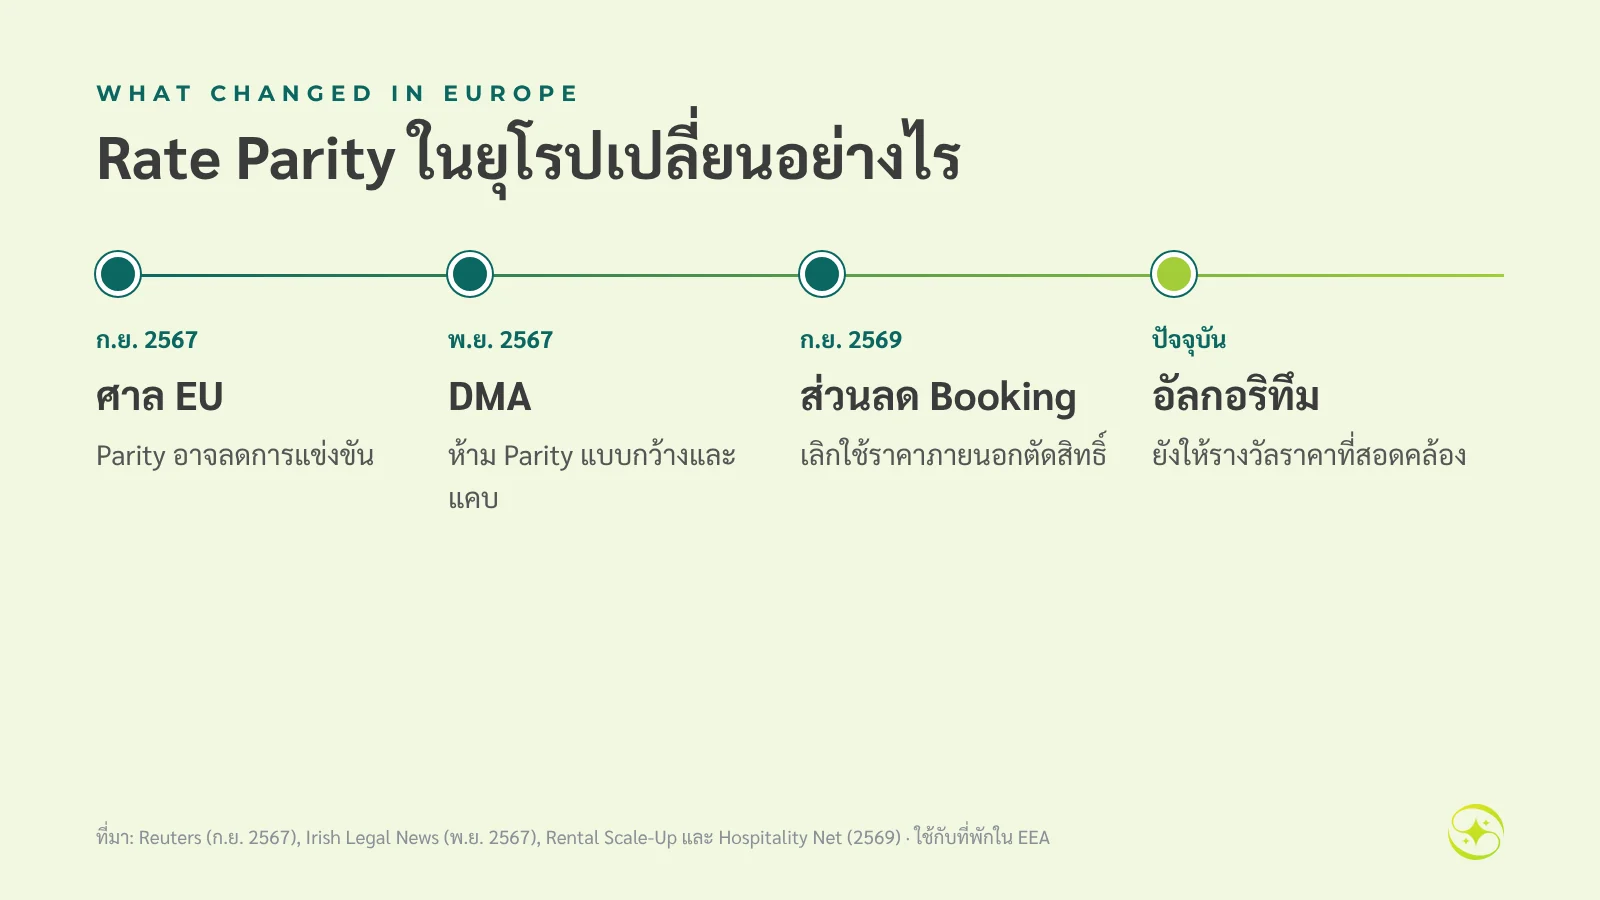 WHAT CHANGED IN EUROPE
Rate Parity ในยุโรปเปลี่ยนอย่างไร
ก.ย. 2567
ศาล EU
Parity อาจลดการแข่งขัน
พ.ย. 2567
DMA
ห้าม Parity แบบกว้างและ
แคบ
ก.ย. 2569
ส่วนลด Booking
เลิกใช้ราคาภายนอกตัดสิทธิ์
ปัจจุบัน
อัลกอริทึม
ยังให้รางวัลราคาที่สอดคล้อง
ที่มา: Reuters (ก.ย. 2567), Irish Legal News (พ.ย. 2567), Rental Scale-Up และ Hospitality Net (2569) · ใช้กับที่พักใน EEA